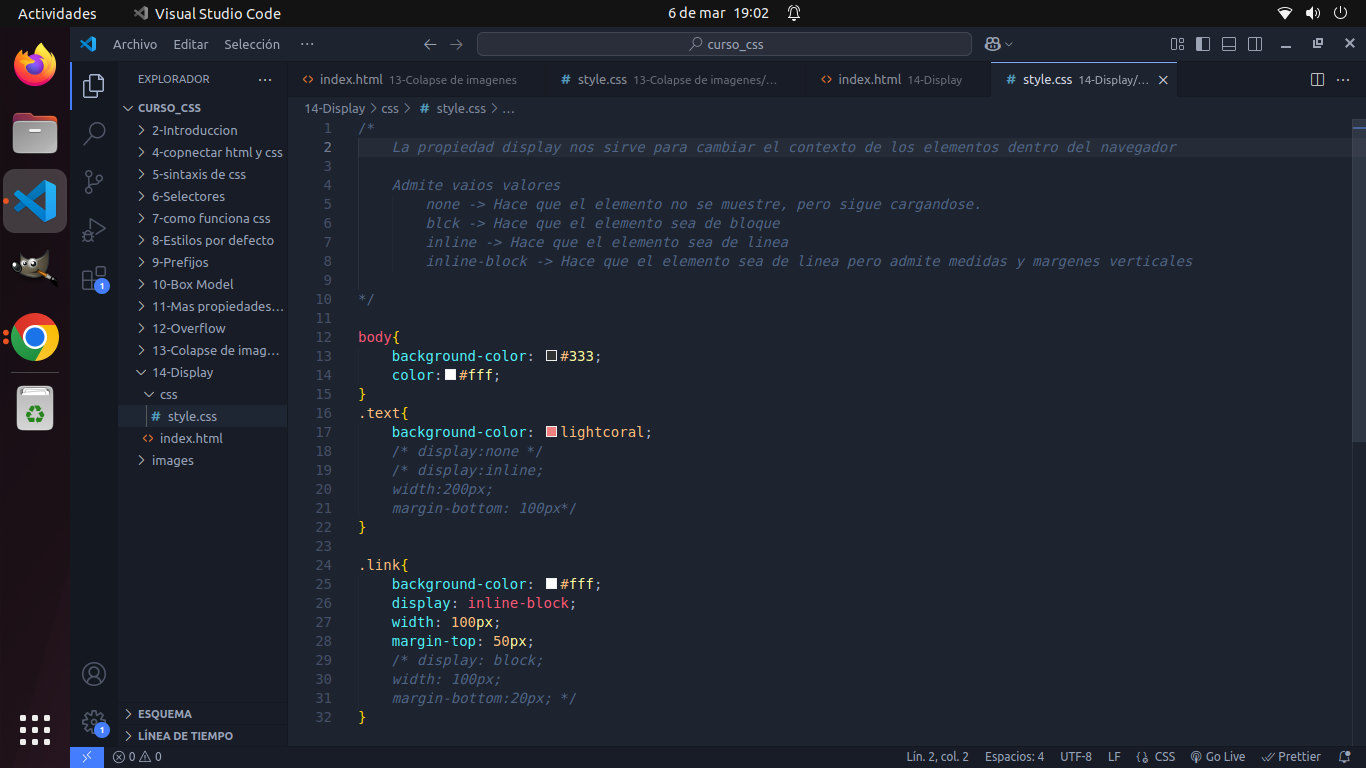 Actividades
Visual Studio Code
6 de mar 19:02
Archivo Editar Selección ···
curso_css
EXPLORADOR ···
CURSO_CSS
2-Introduccion
4-copnectar html y css
5-sintaxis de css
6-Selectores
7-como funciona css
8-Estilos por defecto
9-Prefijos
10-Box Model
11-Mas propiedades...
12-Overflow
13-Colapse de imag...
14-Display
css
# style.css
<> index.html
images
ESQUEMA
LÍNEA DE TIEMPO
1
1
<> index.html 13-Colapse de imagenes
# style.css 13-Colapse de imagenes/...
<> index.html 14-Display
# style.css 14-Display/... ×
14-Display > css > # style.css > ...
1 /*
2 La propiedad display nos sirve para cambiar el contexto de los elementos dentro del navegador
3
4 Admite vaios valores
5 none -> Hace que el elemento no se muestre, pero sigue cargandose.
6 blck -> Hace que el elemento sea de bloque
7 inline -> Hace que el elemento sea de linea
8 inline-block -> Hace que el elemento sea de linea pero admite medidas y margenes verticales
9
10 */
11
12 body{
13 background-color: #333;
14 color:#fff;
15 }
16 .text{
17 background-color: lightcoral;
18 /* display:none */
19 /* display:inline;
20 width:200px;
21 margin-bottom: 100px*/
22 }
23
24 .link{
25 background-color: #fff;
26 display: inline-block;
27 width: 100px;
28 margin-top: 50px;
29 /* display: block;
30 width: 100px;
31 margin-bottom:20px; */
32 }
0 0
Lín. 2, col. 2 Espacios: 4 UTF-8 LF {} CSS Go Live Prettier